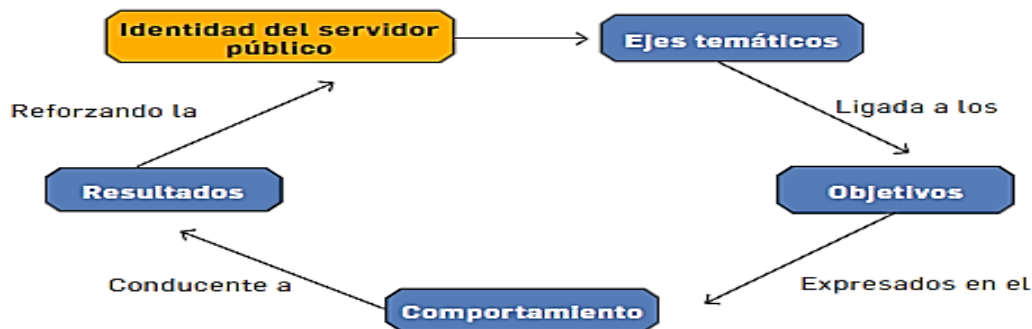 Identidad del servidor
público
Ejes temáticos
Reforzando la
Ligada a los
Resultados
Objetivos
Conducente a
Expresados en el
Comportamiento